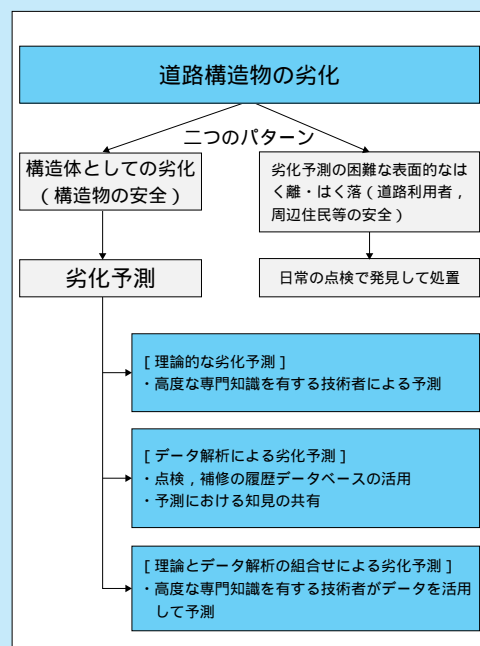 道路構造物の劣化
二つのパターン
構造体としての劣化
（構造物の安全）
劣化予測の困難な表面的なは
く離・はく落（道路利用者，
周辺住民等の安全）
劣化予測
日常の点検で発見して処置
［理論的な劣化予測］
・高度な専門知識を有する技術者による予測
［データ解析による劣化予測］
・点検，補修の履歴データベースの活用
・予測における知見の共有
［理論とデータ解析の組合せによる劣化予測］
・高度な専門知識を有する技術者がデータを活用
して予測